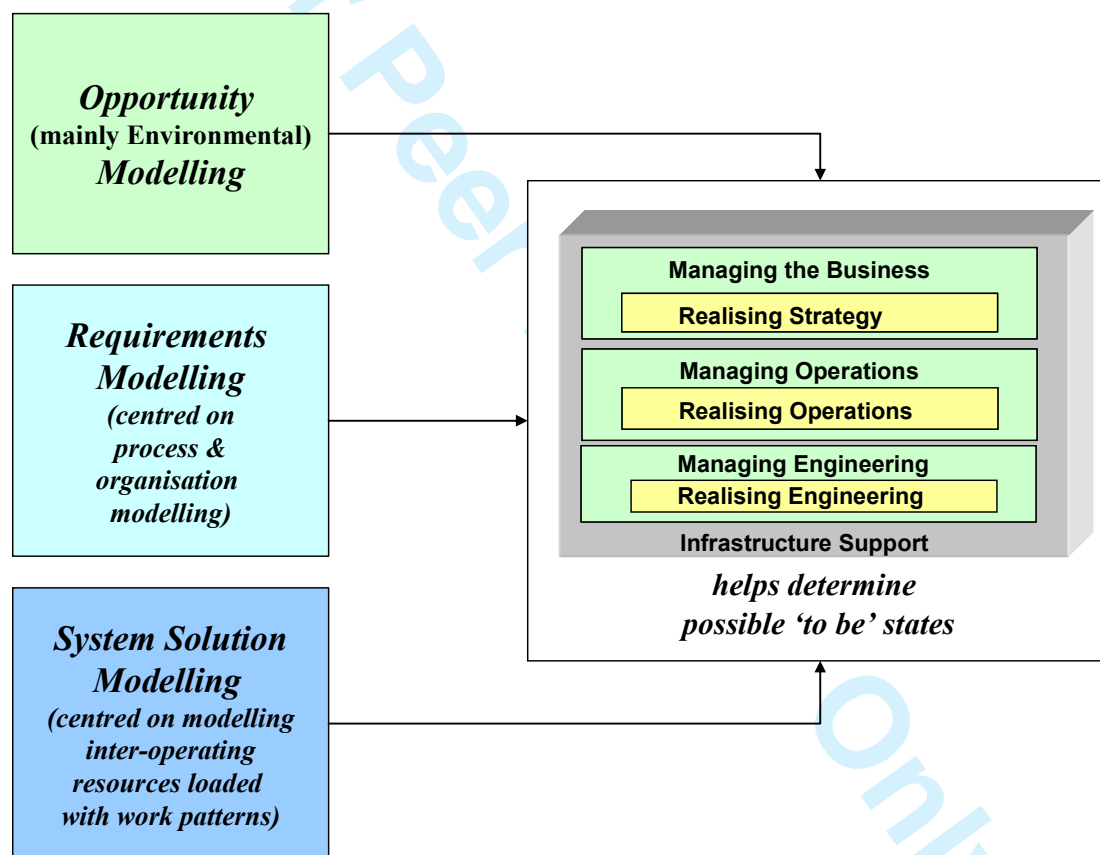 Opportunity
(mainly Environmental)
Modelling
Requirements
Modelling
(centred on
process &
organisation
modelling)
System Solution
Modelling
(centred on modelling
inter-operating
resources loaded
with work patterns)
Managing the Business
Realising Strategy
Managing Operations
Realising Operations
Managing Engineering
Realising Engineering
Infrastructure Support
helps determine
possible ‘to be’ states
Peer